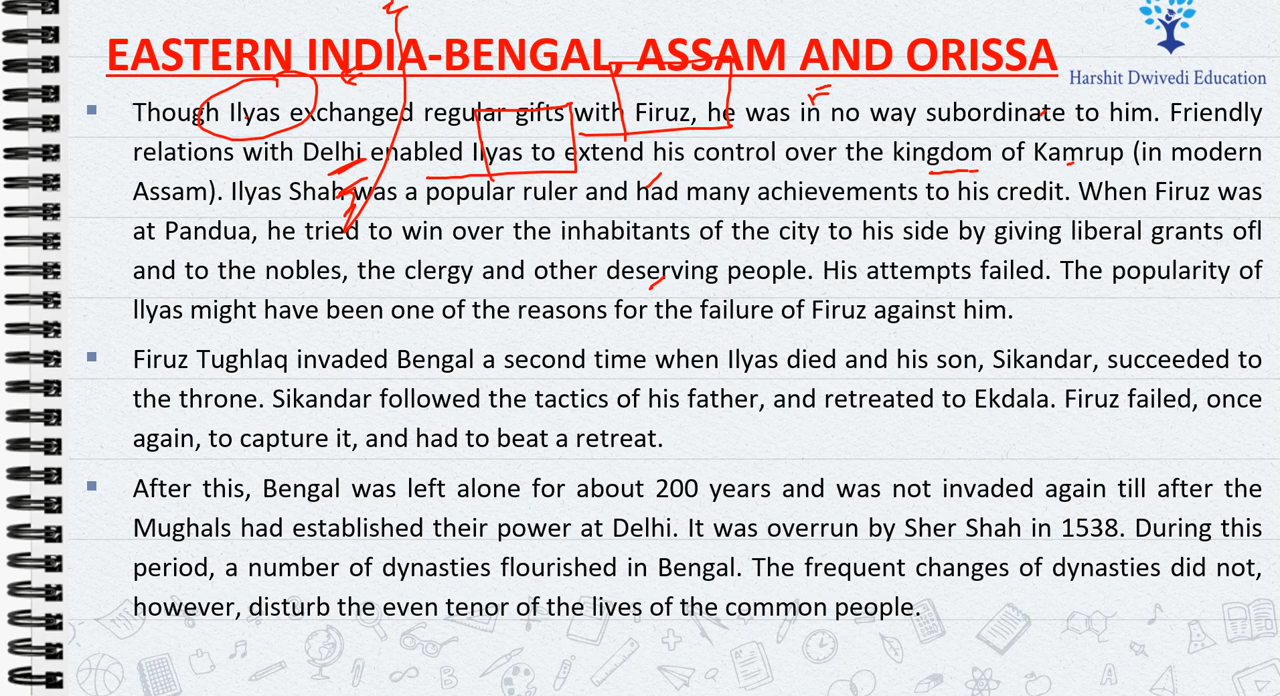 EASTERN INDIA-BENGAL, ASSAM AND ORISSA
Harshit Dwivedi Education
Though Ilyas exchanged regular gifts with Firuz, he was in no way subordinate to him. Friendly
relations with Delhi enabled Ilyas to extend his control over the kingdom of Kamrup (in modern
Assam). Ilyas Shah was a popular ruler and had many achievements to his credit. When Firuz was
at Pandua, he tried to win over the inhabitants of the city to his side by giving liberal grants ofl
and to the nobles, the clergy and other deserving people. His attempts failed. The popularity of
llyas might have been one of the reasons for the failure of Firuz against him.
Firuz Tughlaq invaded Bengal a second time when Ilyas died and his son, Sikandar, succeeded to
the throne. Sikandar followed the tactics of his father, and retreated to Ekdala. Firuz failed, once
again, to capture it, and had to beat a retreat.
After this, Bengal was left alone for about 200 years and was not invaded again till after the
Mughals had established their power at Delhi. It was overrun by Sher Shah in 1538. During this
period, a number of dynasties flourished in Bengal. The frequent changes of dynasties did not,
however, disturb the even tenor of the lives of the common people.